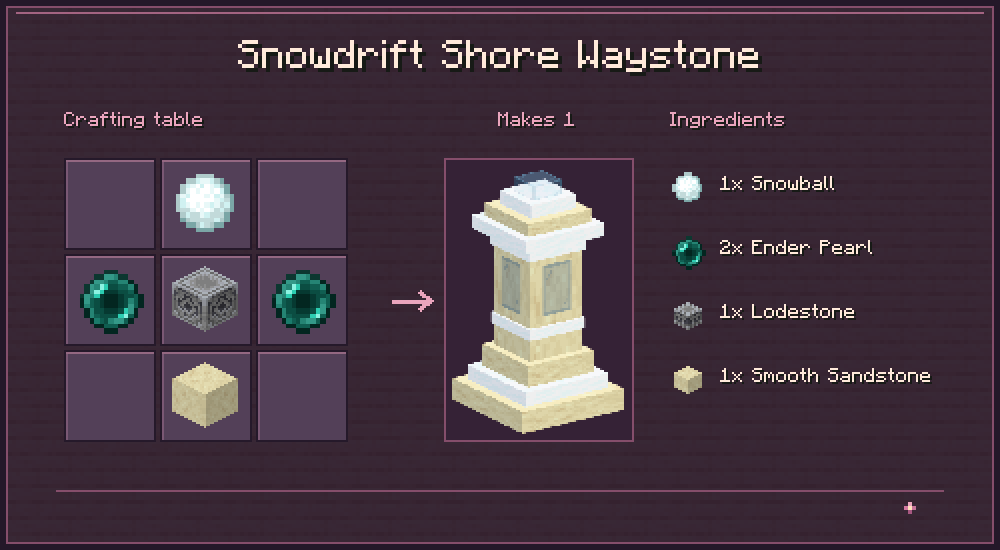 Snowdrift Shore Waystone
Crafting table
Makes 1
Ingredients
1x Snowball
2x Ender Pearl
1x Lodestone
1x Smooth Sandstone